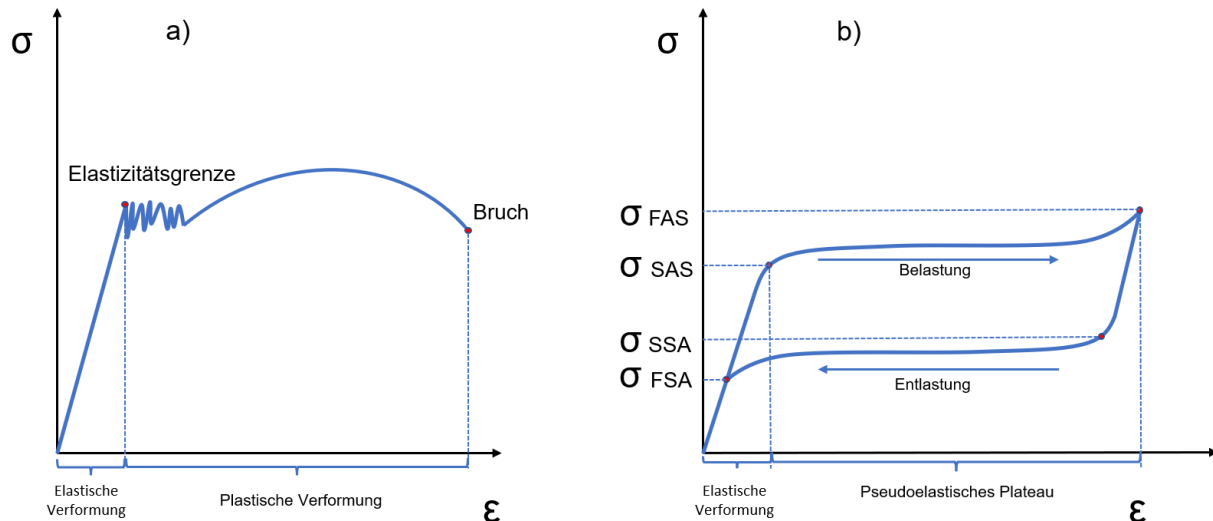 a)
σ
Elastizitätsgrenze
Bruch
Elastische
Verformung
Plastische Verformung
ε
b)
σ
σ FAS
σ SAS
Belastung
σ SSA
σ FSA
Entlastung
Elastische
Verformung
Pseudoelastisches Plateau
ε